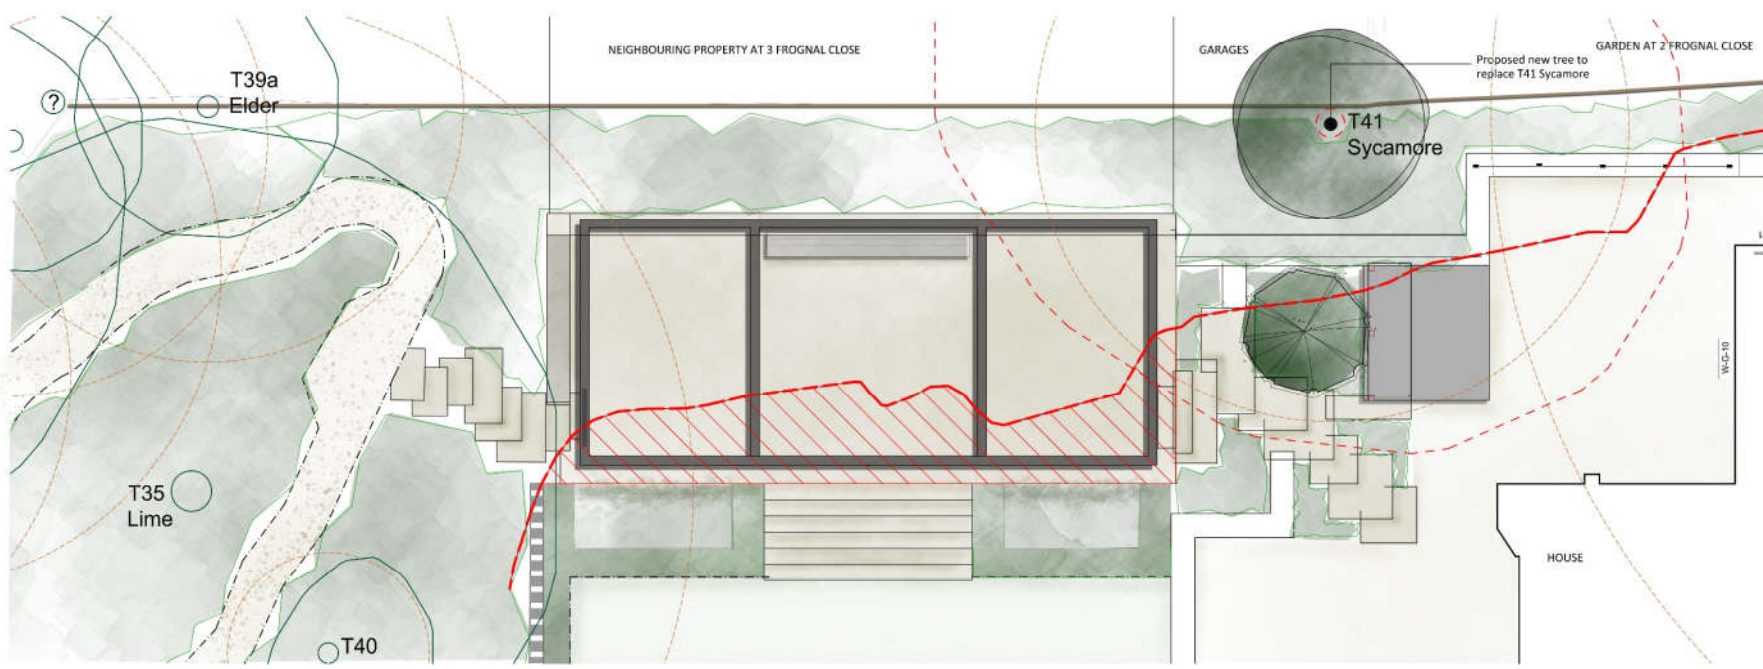 NEIGHBOURING PROPERTY AT 3 FROGNAL CLOSE
GARAGES
GARDEN AT 2 FROGNAL CLOSE
Proposed new tree to
replace T41 Sycamore
T39a
Elder
?
T41
Sycamore
W-G-10
T35
Lime
HOUSE
T40